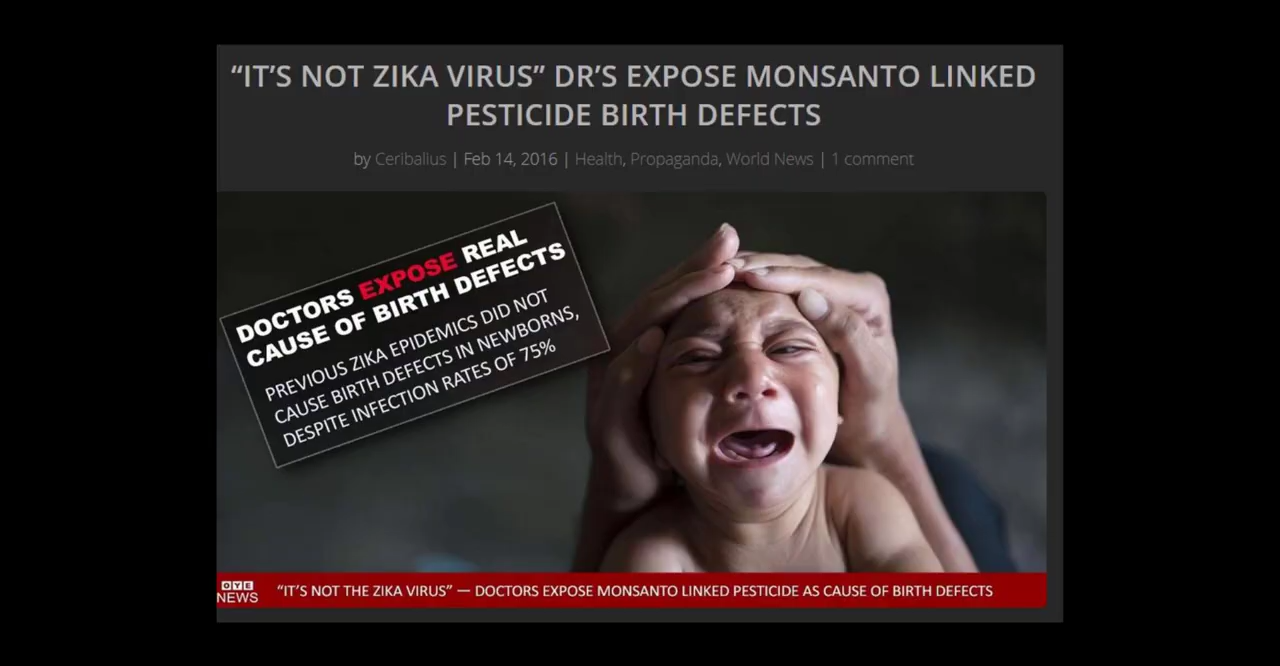 “IT’S NOT ZIKA VIRUS” DR’S EXPOSE MONSANTO LINKED
PESTICIDE BIRTH DEFECTS
by Ceribalius | Feb 14, 2016 | Health, Propaganda, World News | 1 comment
DOCTORS EXPOSE REAL
CAUSE OF BIRTH DEFECTS
PREVIOUS ZIKA EPIDEMICS DID NOT
CAUSE BIRTH DEFECTS IN NEWBORNS,
DESPITE INFECTION RATES OF 75%
OYE
NEWS
“IT’S NOT THE ZIKA VIRUS” — DOCTORS EXPOSE MONSANTO LINKED PESTICIDE AS CAUSE OF BIRTH DEFECTS